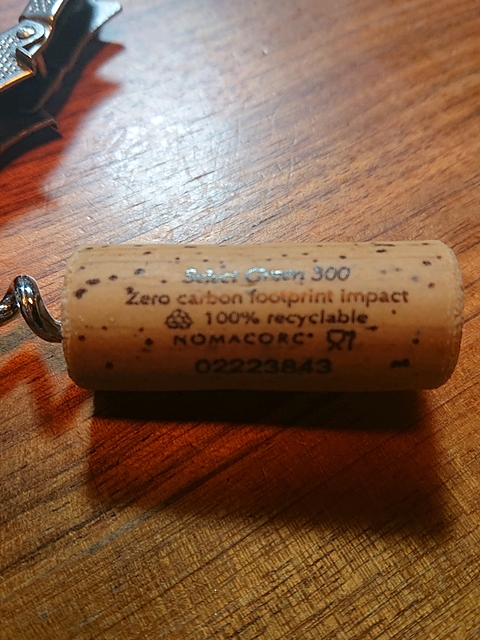 Select Green 300
Zero carbon footprint impact
100% recyclable
NOMACORC®
02223843